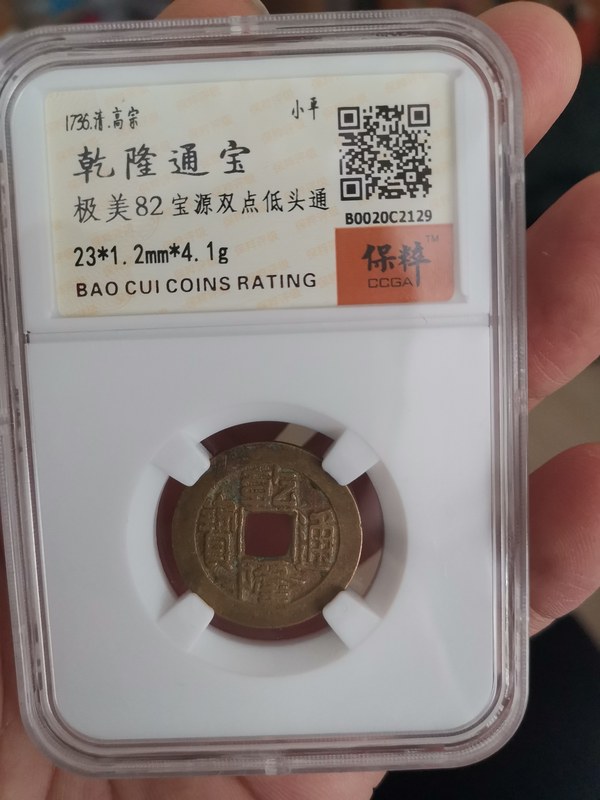 1736.清.高宗
小平
乾隆通宝
极美82宝源双点低头通
B0020C2129
23*1.2mm*4.1g
BAO CUI COINS RATING
保粹™
CCGA
乾隆通寶